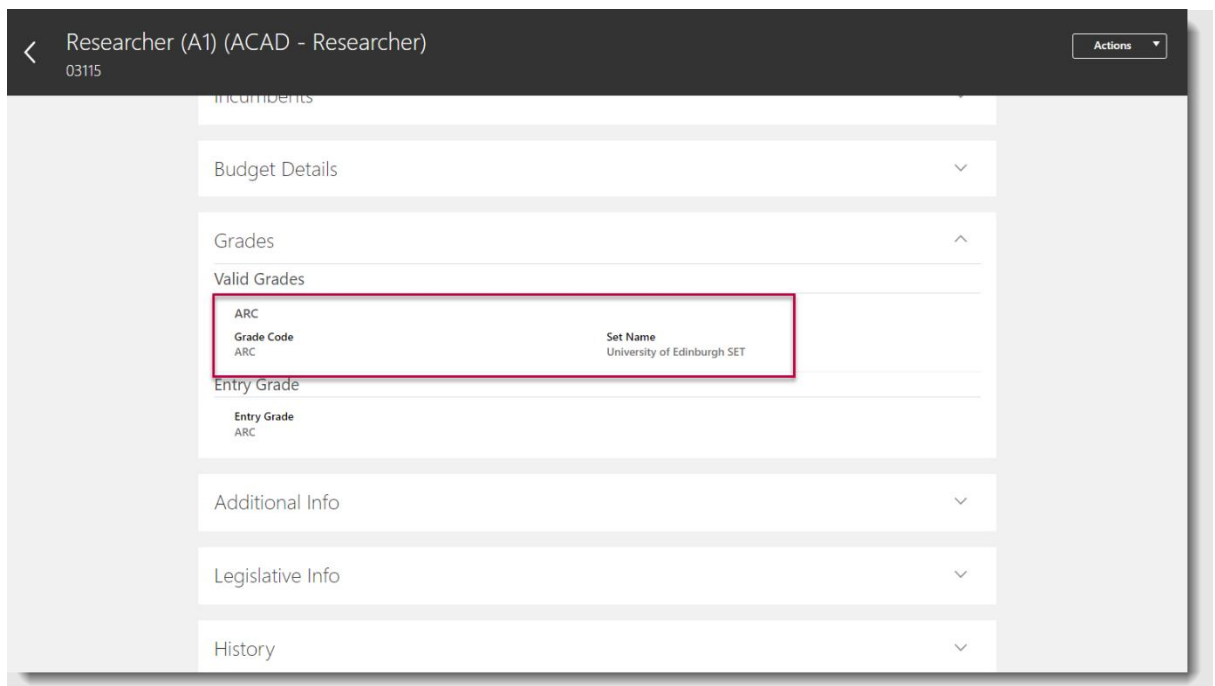 Researcher (A1) (ACAD - Researcher)
03115
Actions
Incumbents
Budget Details
Grades
Valid Grades
ARC
Grade Code Set Name
ARC University of Edinburgh SET
Entry Grade
Entry Grade
ARC
Additional Info
Legislative Info
History